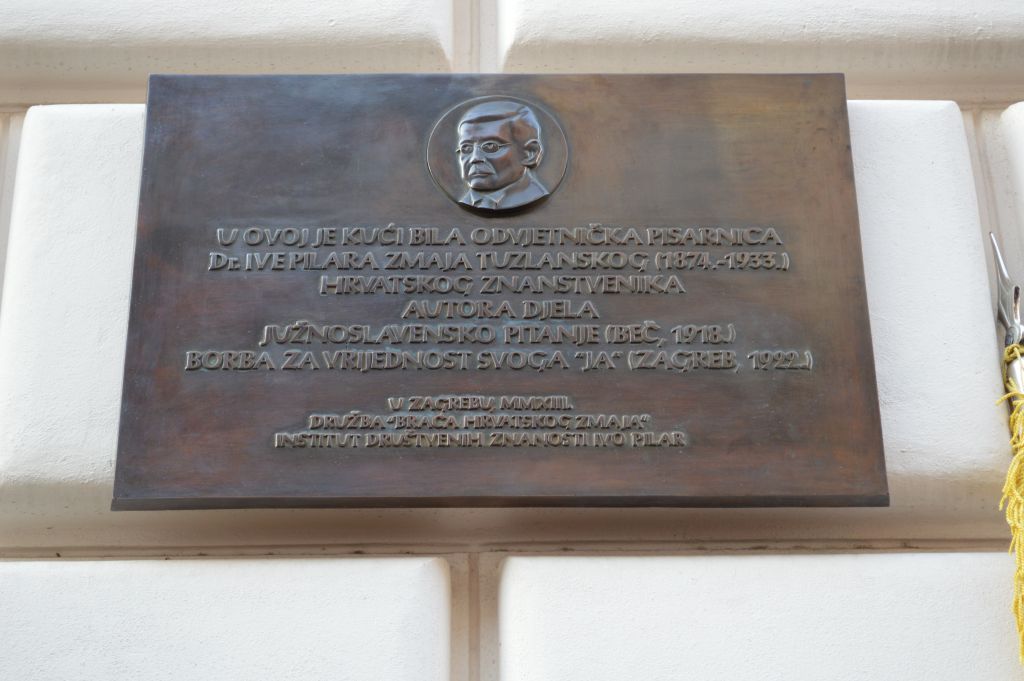 U OVOJ JE KUĆI BILA ODVJETNIČKA PISARNICA
Dr. IVE PILARA ZMAJA TUZLANSKOG (1874.-1933.)
HRVATSKOG ZNANSTVENIKA
AUTORA DJELA
JUŽNOSLAVENSKO PITANJE (BEČ, 1918.)
BORBA ZA VRIJEDNOST SVOGA "JA" (ZAGREB, 1922.)
U ZAGREBU, MMXIII.
DRUŽBA "BRAĆA HRVATSKOG ZMAJA"
INSTITUT DRUŠTVENIH ZNANOSTI IVO PILAR